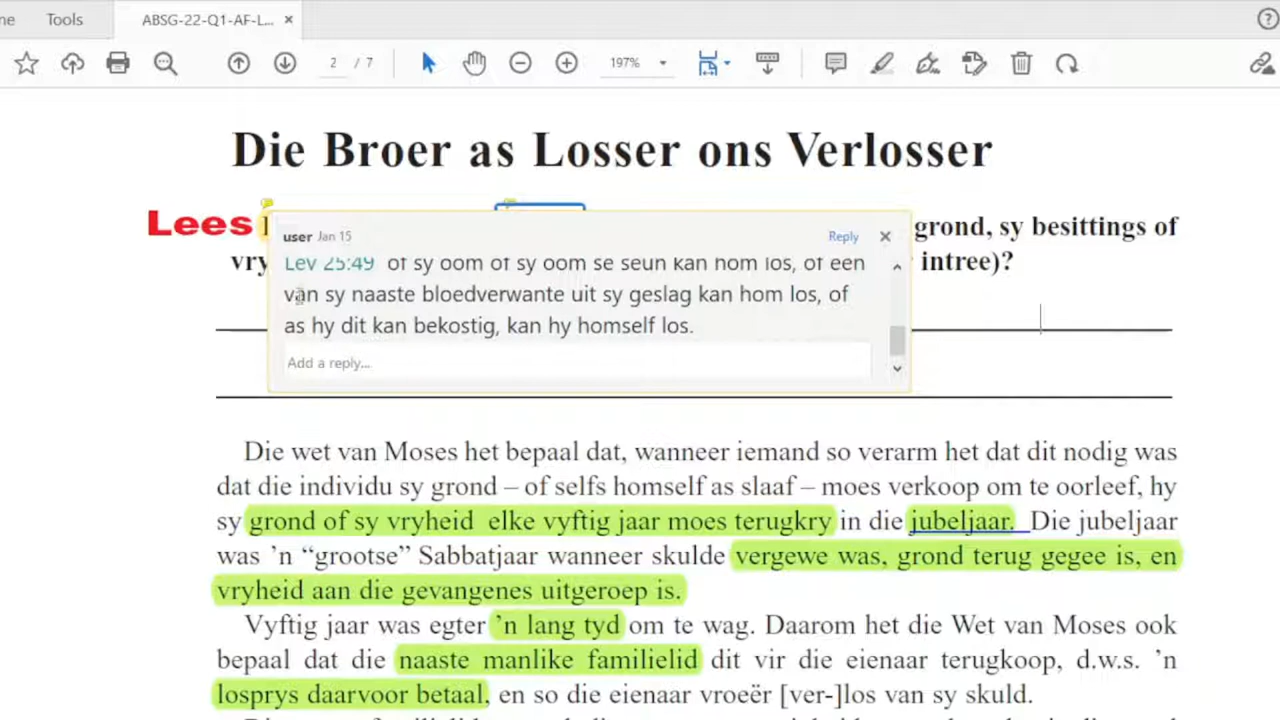 Tools
ABSG-22-Q1-AF-L...
2 / 7
197%
Die Broer as Losser ons Verlosser
Lees
grond, sy besittings of
vry
intree)?
user Jan 15
Reply
Lev 25:49 of sy oom of sy oom se seun kan hom los, of een
van sy naaste bloedverwante uit sy geslag kan hom los, of
as hy dit kan bekostig, kan hy homself los.
Add a reply...
Die wet van Moses het bepaal dat, wanneer iemand so verarm het dat dit nodig was
dat die individu sy grond – of selfs homself as slaaf – moes verkoop om te oorleef, hy
sy grond of sy vryheid elke vyftig jaar moes terugkry in die jubeljaar. Die jubeljaar
was ’n “grootse” Sabbatjaar wanneer skulde vergewe was, grond terug gegee is, en
vryheid aan die gevangenes uitgeroep is.
Vyftig jaar was egter ’n lang tyd om te wag. Daarom het die Wet van Moses ook
bepaal dat die naaste manlike familielid dit vir die eienaar terugkoop, d.w.s. ’n
losprys daarvoor betaal, en so die eienaar vroeër [ver-]los van sy skuld.